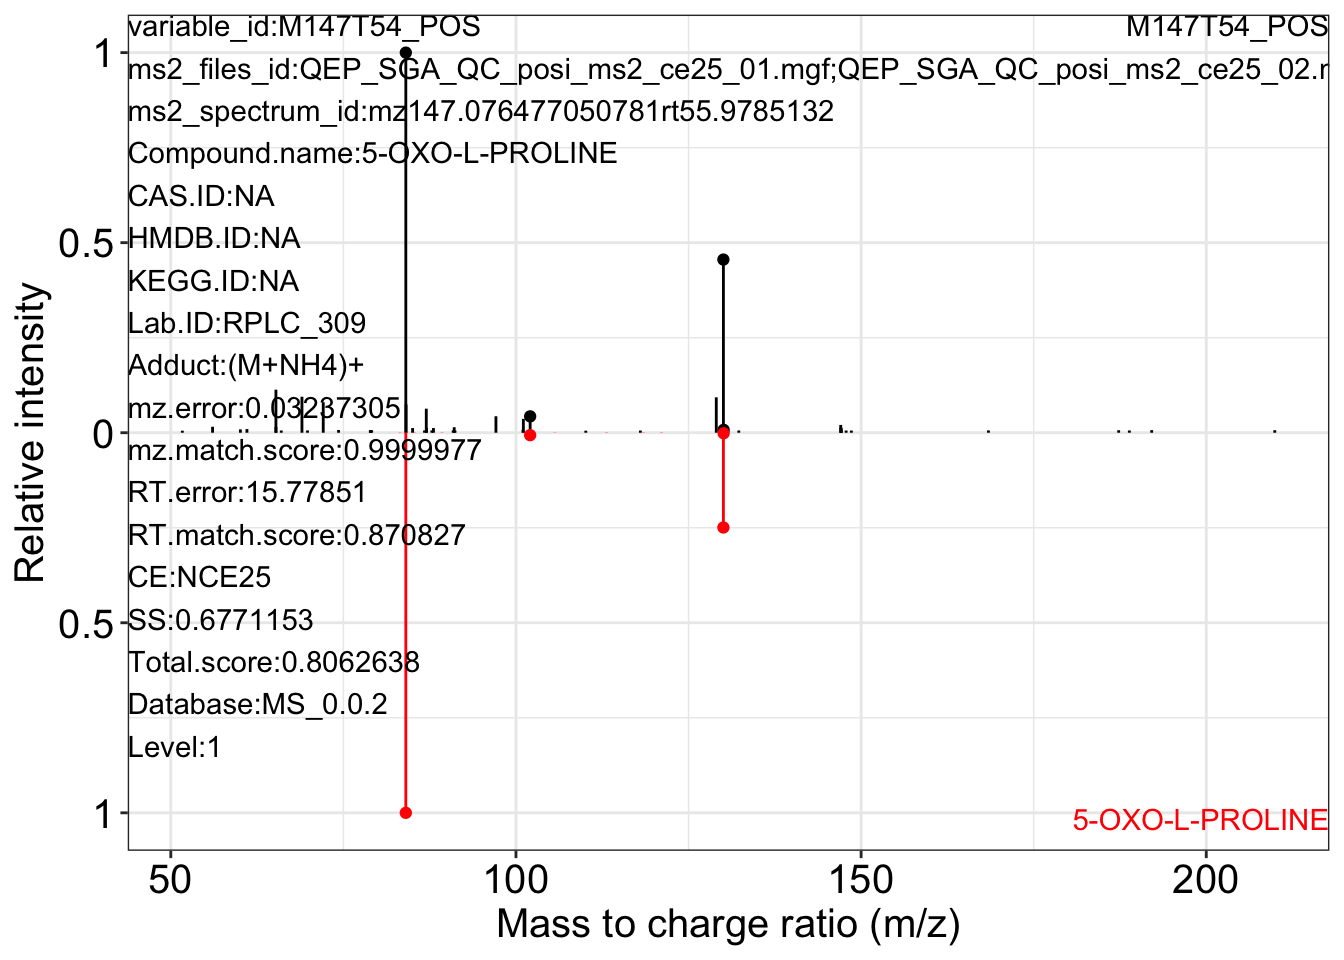 variable_id:M147T54_POS
M147T54_POS
ms2_files_id:QEP_SGA_QC_posi_ms2_ce25_01.mgf;QEP_SGA_QC_posi_ms2_ce25_02.r
ms2_spectrum_id:mz147.076477050781rt55.9785132
Compound.name:5-OXO-L-PROLINE
CAS.ID:NA
HMDB.ID:NA
KEGG.ID:NA
Lab.ID:RPLC_309
Adduct:(M+NH4)+
mz.error:0.03237305
mz.match.score:0.9999977
RT.error:15.77851
RT.match.score:0.870827
CE:NCE25
SS:0.6771153
Total.score:0.8062638
Database:MS_0.0.2
Level:1
5-OXO-L-PROLINE
1
0.5
0
0.5
1
Relative intensity
50 100 150 200
Mass to charge ratio (m/z)